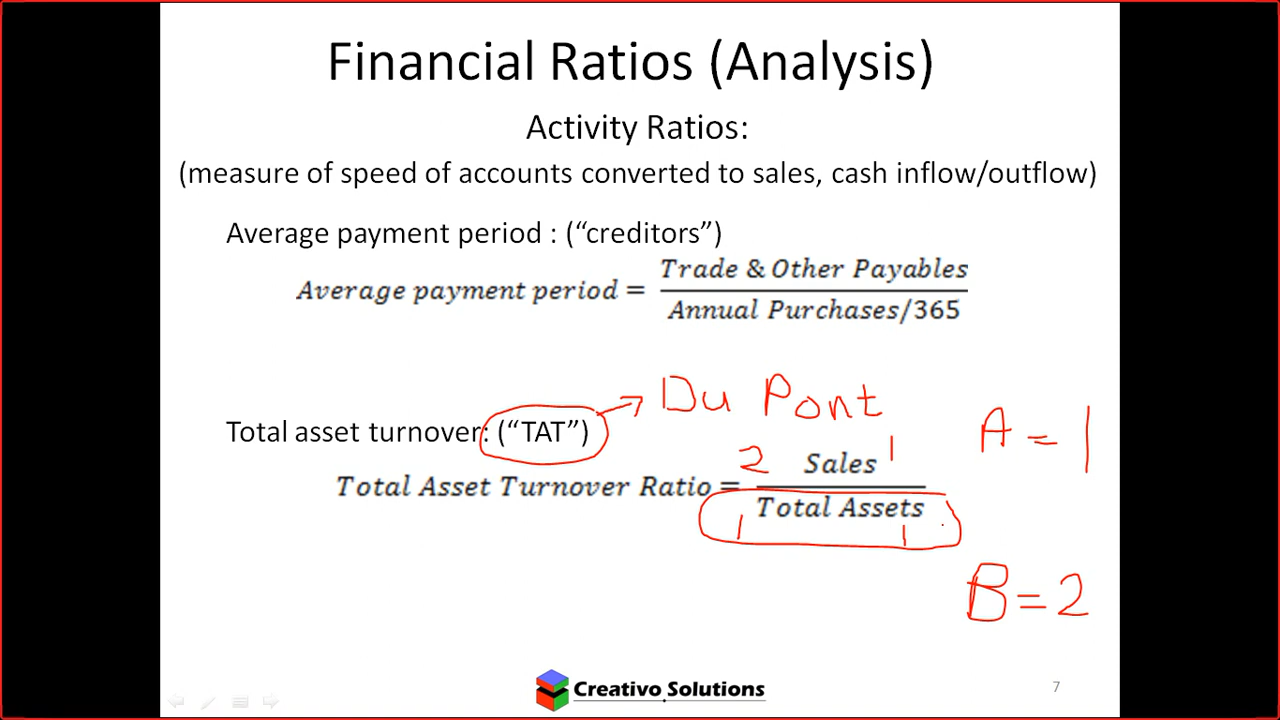 Financial Ratios (Analysis)
Activity Ratios:
(measure of speed of accounts converted to sales, cash inflow/outflow)
Average payment period : (“creditors”)
Average payment period = Trade & Other Payables
Annual Purchases/365
Du Pont
Total asset turnover: (“TAT”)
A = 1
2 Sales 1
Total Asset Turnover Ratio =
Total Assets
1 1
B = 2
Creativo Solutions
7